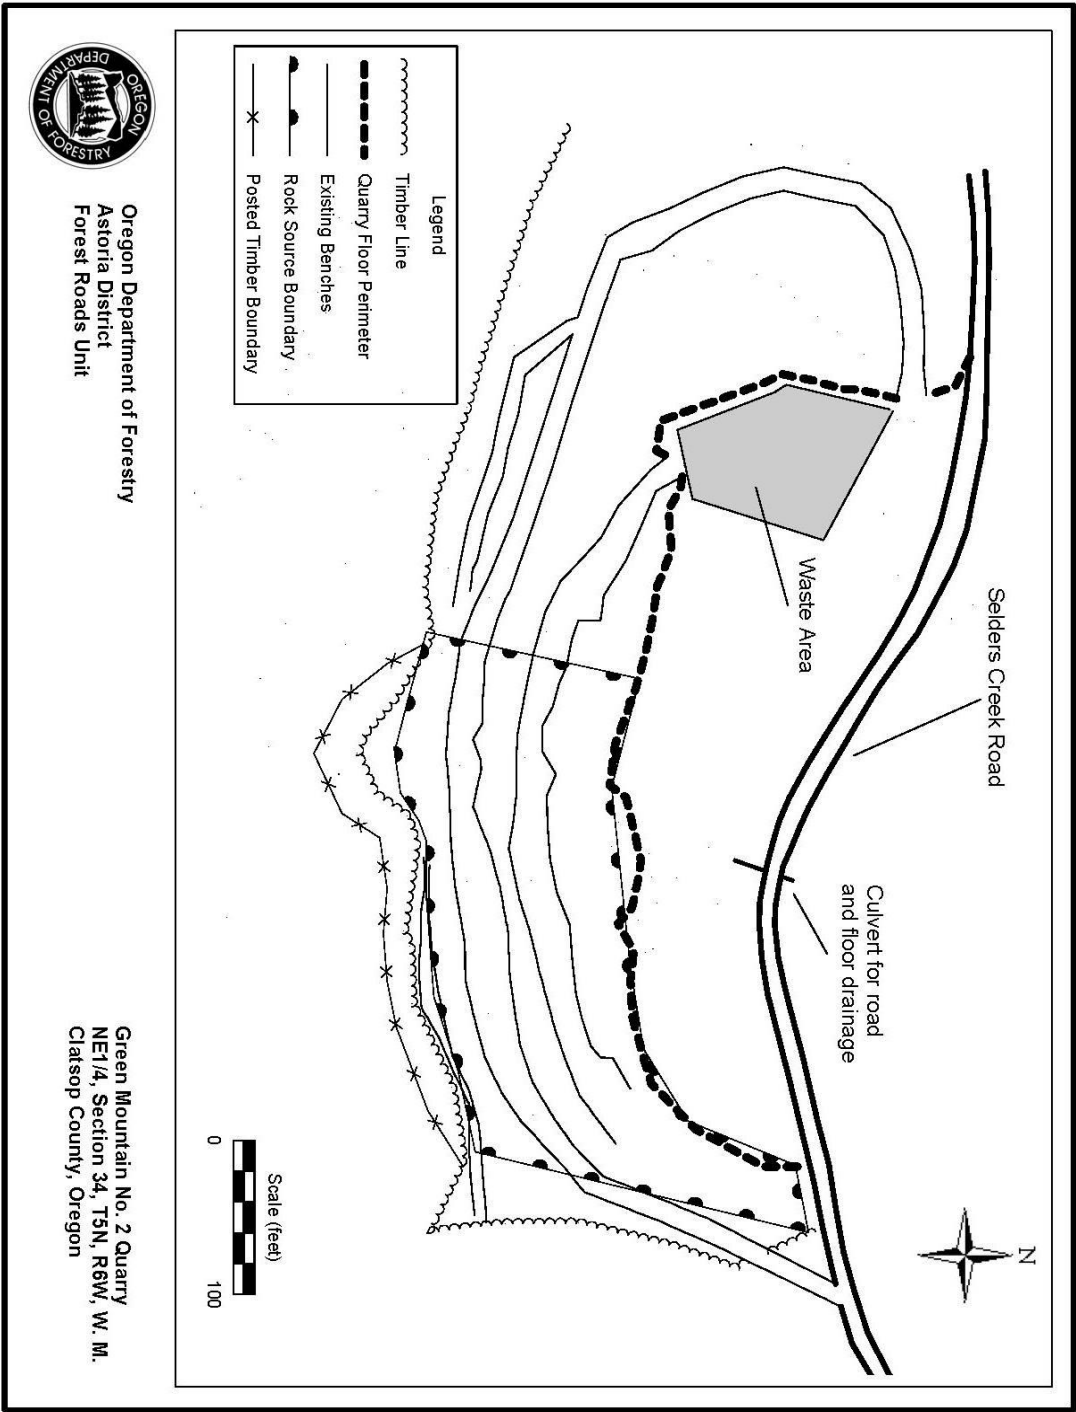 Selders Creek Road
Waste Area
Culvert for road
and floor drainage
N
Legend
Timber Line
Quarry Floor Perimeter
Existing Benches
Rock Source Boundary
Posted Timber Boundary
Scale (feet)
0
100
OREGON
DEPARTMENT OF FORESTRY
Oregon Department of Forestry
Astoria District
Forest Roads Unit
Green Mountain No. 2 Quarry
NE1/4, Section 34, T5N, R6W, W. M.
Clatsop County, Oregon